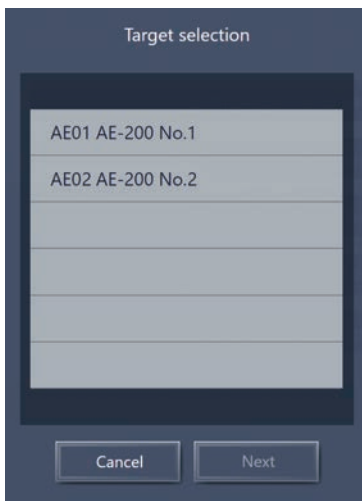 Target selection
AE01 AE-200 No.1
AE02 AE-200 No.2
Cancel
Next